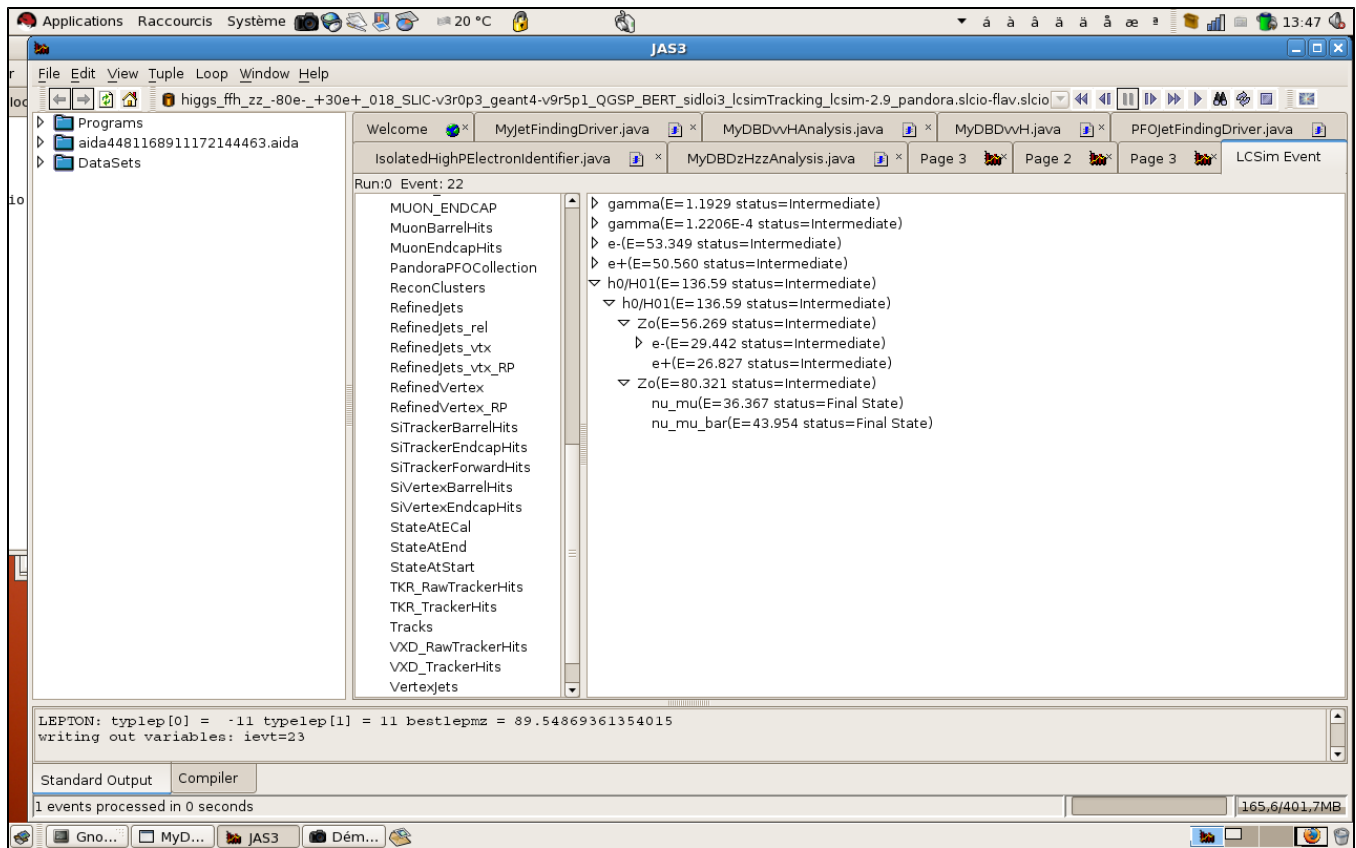 Applications Raccourcis Système 20 °C á à â ä ä å æ ª 13:47
JAS3
File Edit View Tuple Loop Window Help
higgs_ffh_zz_-80e-_+30e+_018_SLIC-v3r0p3_geant4-v9r5p1_QGSP_BERT_sidloi3_lcsimTracking_lcsim-2.9_pandora.slcio-flav.slcio
Programs
aida4481168911172144463.aida
DataSets
Welcome MyJetFindingDriver.java MyDBDvvHAnalysis.java MyDBDvvH.java PFOJetFindingDriver.java
IsolatedHighPElectronIdentifier.java MyDBDzHzzAnalysis.java Page 3 Page 2 Page 3 LCSim Event
Run:0 Event: 22
MUON_ENDCAP
MuonBarrelHits
MuonEndcapHits
PandoraPFOCollection
ReconClusters
RefinedJets
RefinedJets_rel
RefinedJets_vtx
RefinedJets_vtx_RP
RefinedVertex
RefinedVertex_RP
SiTrackerBarrelHits
SiTrackerEndcapHits
SiTrackerForwardHits
SiVertexBarrelHits
SiVertexEndcapHits
StateAtECal
StateAtEnd
StateAtStart
TKR_RawTrackerHits
TKR_TrackerHits
Tracks
VXD_RawTrackerHits
VXD_TrackerHits
VertexJets
gamma(E=1.1929 status=Intermediate)
gamma(E=1.2206E-4 status=Intermediate)
e-(E=53.349 status=Intermediate)
e+(E=50.560 status=Intermediate)
h0/H01(E=136.59 status=Intermediate)
h0/H01(E=136.59 status=Intermediate)
Zo(E=56.269 status=Intermediate)
e-(E=29.442 status=Intermediate)
e+(E=26.827 status=Intermediate)
Zo(E=80.321 status=Intermediate)
nu_mu(E=36.367 status=Final State)
nu_mu_bar(E=43.954 status=Final State)
LEPTON: typlep[0] = -11 typelep[1] = 11 bestlepmz = 89.54869361354015
writing out variables: ievt=23
Standard Output Compiler
1 events processed in 0 seconds 165,6/401,7MB
Gno... MyD... JAS3 Dém...